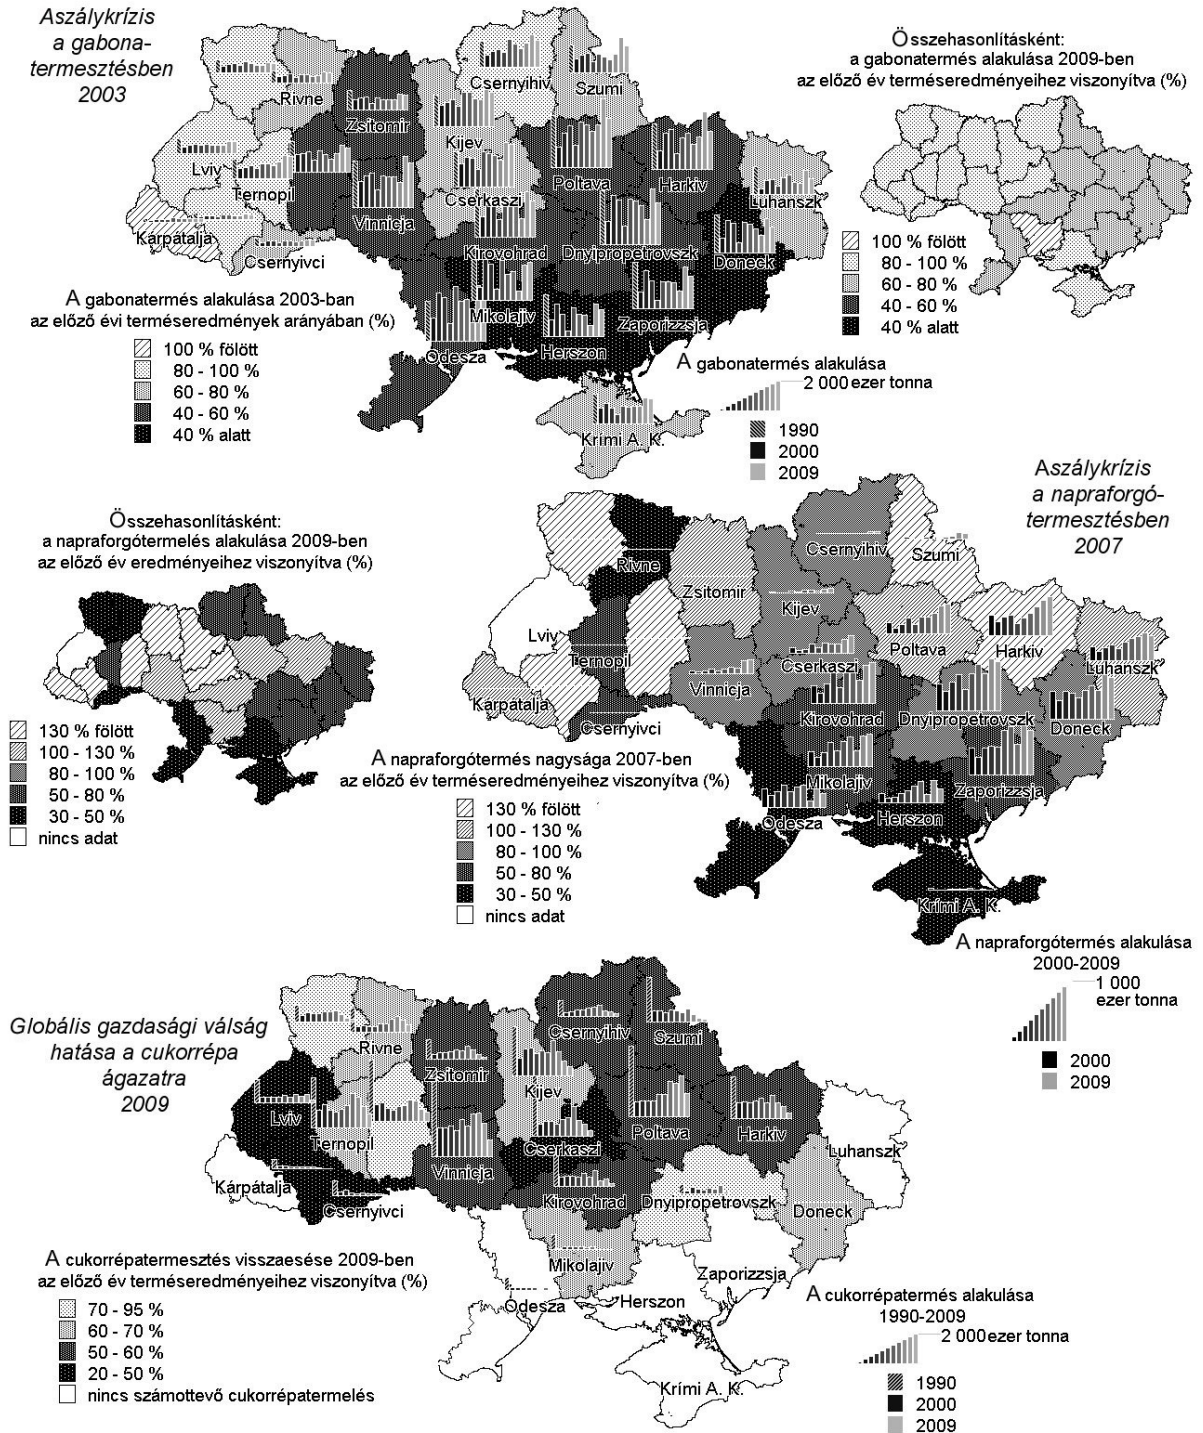 Aszálykrízis
a gabona-
termesztésben
2003
Csernyihiv
Szumi
Rivne
Zsitomir
Kijev
Lviv
Ternopil
Vinnicja
Cserkaszi
Poltava
Harkiv
Luhanszk
Kárpátalja
Csernyivci
Kirovohrad
Dnyipropetrovszk
Doneck
Mikolajiv
Zaporizzsja
Odesza
Herszon
Krími A. K.
A gabonatermés alakulása 2003-ban
az előző évi terméseredmények arányában (%)
100 % fölött
80 - 100 %
60 - 80 %
40 - 60 %
40 % alatt
A gabonatermés alakulása
2 000 ezer tonna
1990
2000
2009
Összehasonlításként:
a gabonatermés alakulása 2009-ben
az előző év terméseredményeihez viszonyítva (%)
100 % fölött
80 - 100 %
60 - 80 %
40 - 60 %
40 % alatt
Aszálykrízis
a napraforgó-
termesztésben
2007
Összehasonlításként:
a napraforgótermelés alakulása 2009-ben
az előző év eredményeihez viszonyítva (%)
130 % fölött
100 - 130 %
80 - 100 %
50 - 80 %
30 - 50 %
nincs adat
Csernyihiv
Szumi
Rivne
Zsitomir
Kijev
Lviv
Ternopil
Cserkaszi
Poltava
Harkiv
Luhanszk
Vinnicja
Kárpátalja
Csernyivci
Kirovohrad
Dnyipropetrovszk
Doneck
Mikolajiv
Zaporizzsja
Odesza
Herszon
Krími A. K.
A napraforgótermés nagysága 2007-ben
az előző év terméseredményeihez viszonyítva (%)
130 % fölött
100 - 130 %
80 - 100 %
50 - 80 %
30 - 50 %
nincs adat
A napraforgótermés alakulása
2000-2009
1 000
ezer tonna
2000
2009
Globális gazdasági válság
hatása a cukorrépa
ágazatra
2009
Csernyihiv
Szumi
Rivne
Zsitomir
Kijev
Lviv
Ternopil
Vinnicja
Cserkaszi
Poltava
Harkiv
Luhanszk
Kárpátalja
Csernyivci
Kirovohrad
Dnyipropetrovszk
Doneck
Mikolajiv
Zaporizzsja
Odesza
Herszon
Krími A. K.
A cukorrépatermesztés visszaesése 2009-ben
az előző év terméseredményeihez viszonyítva (%)
70 - 95 %
60 - 70 %
50 - 60 %
20 - 50 %
nincs számottevő cukorrépatermelés
A cukorrépatermés alakulása
1990-2009
2 000 ezer tonna
1990
2000
2009